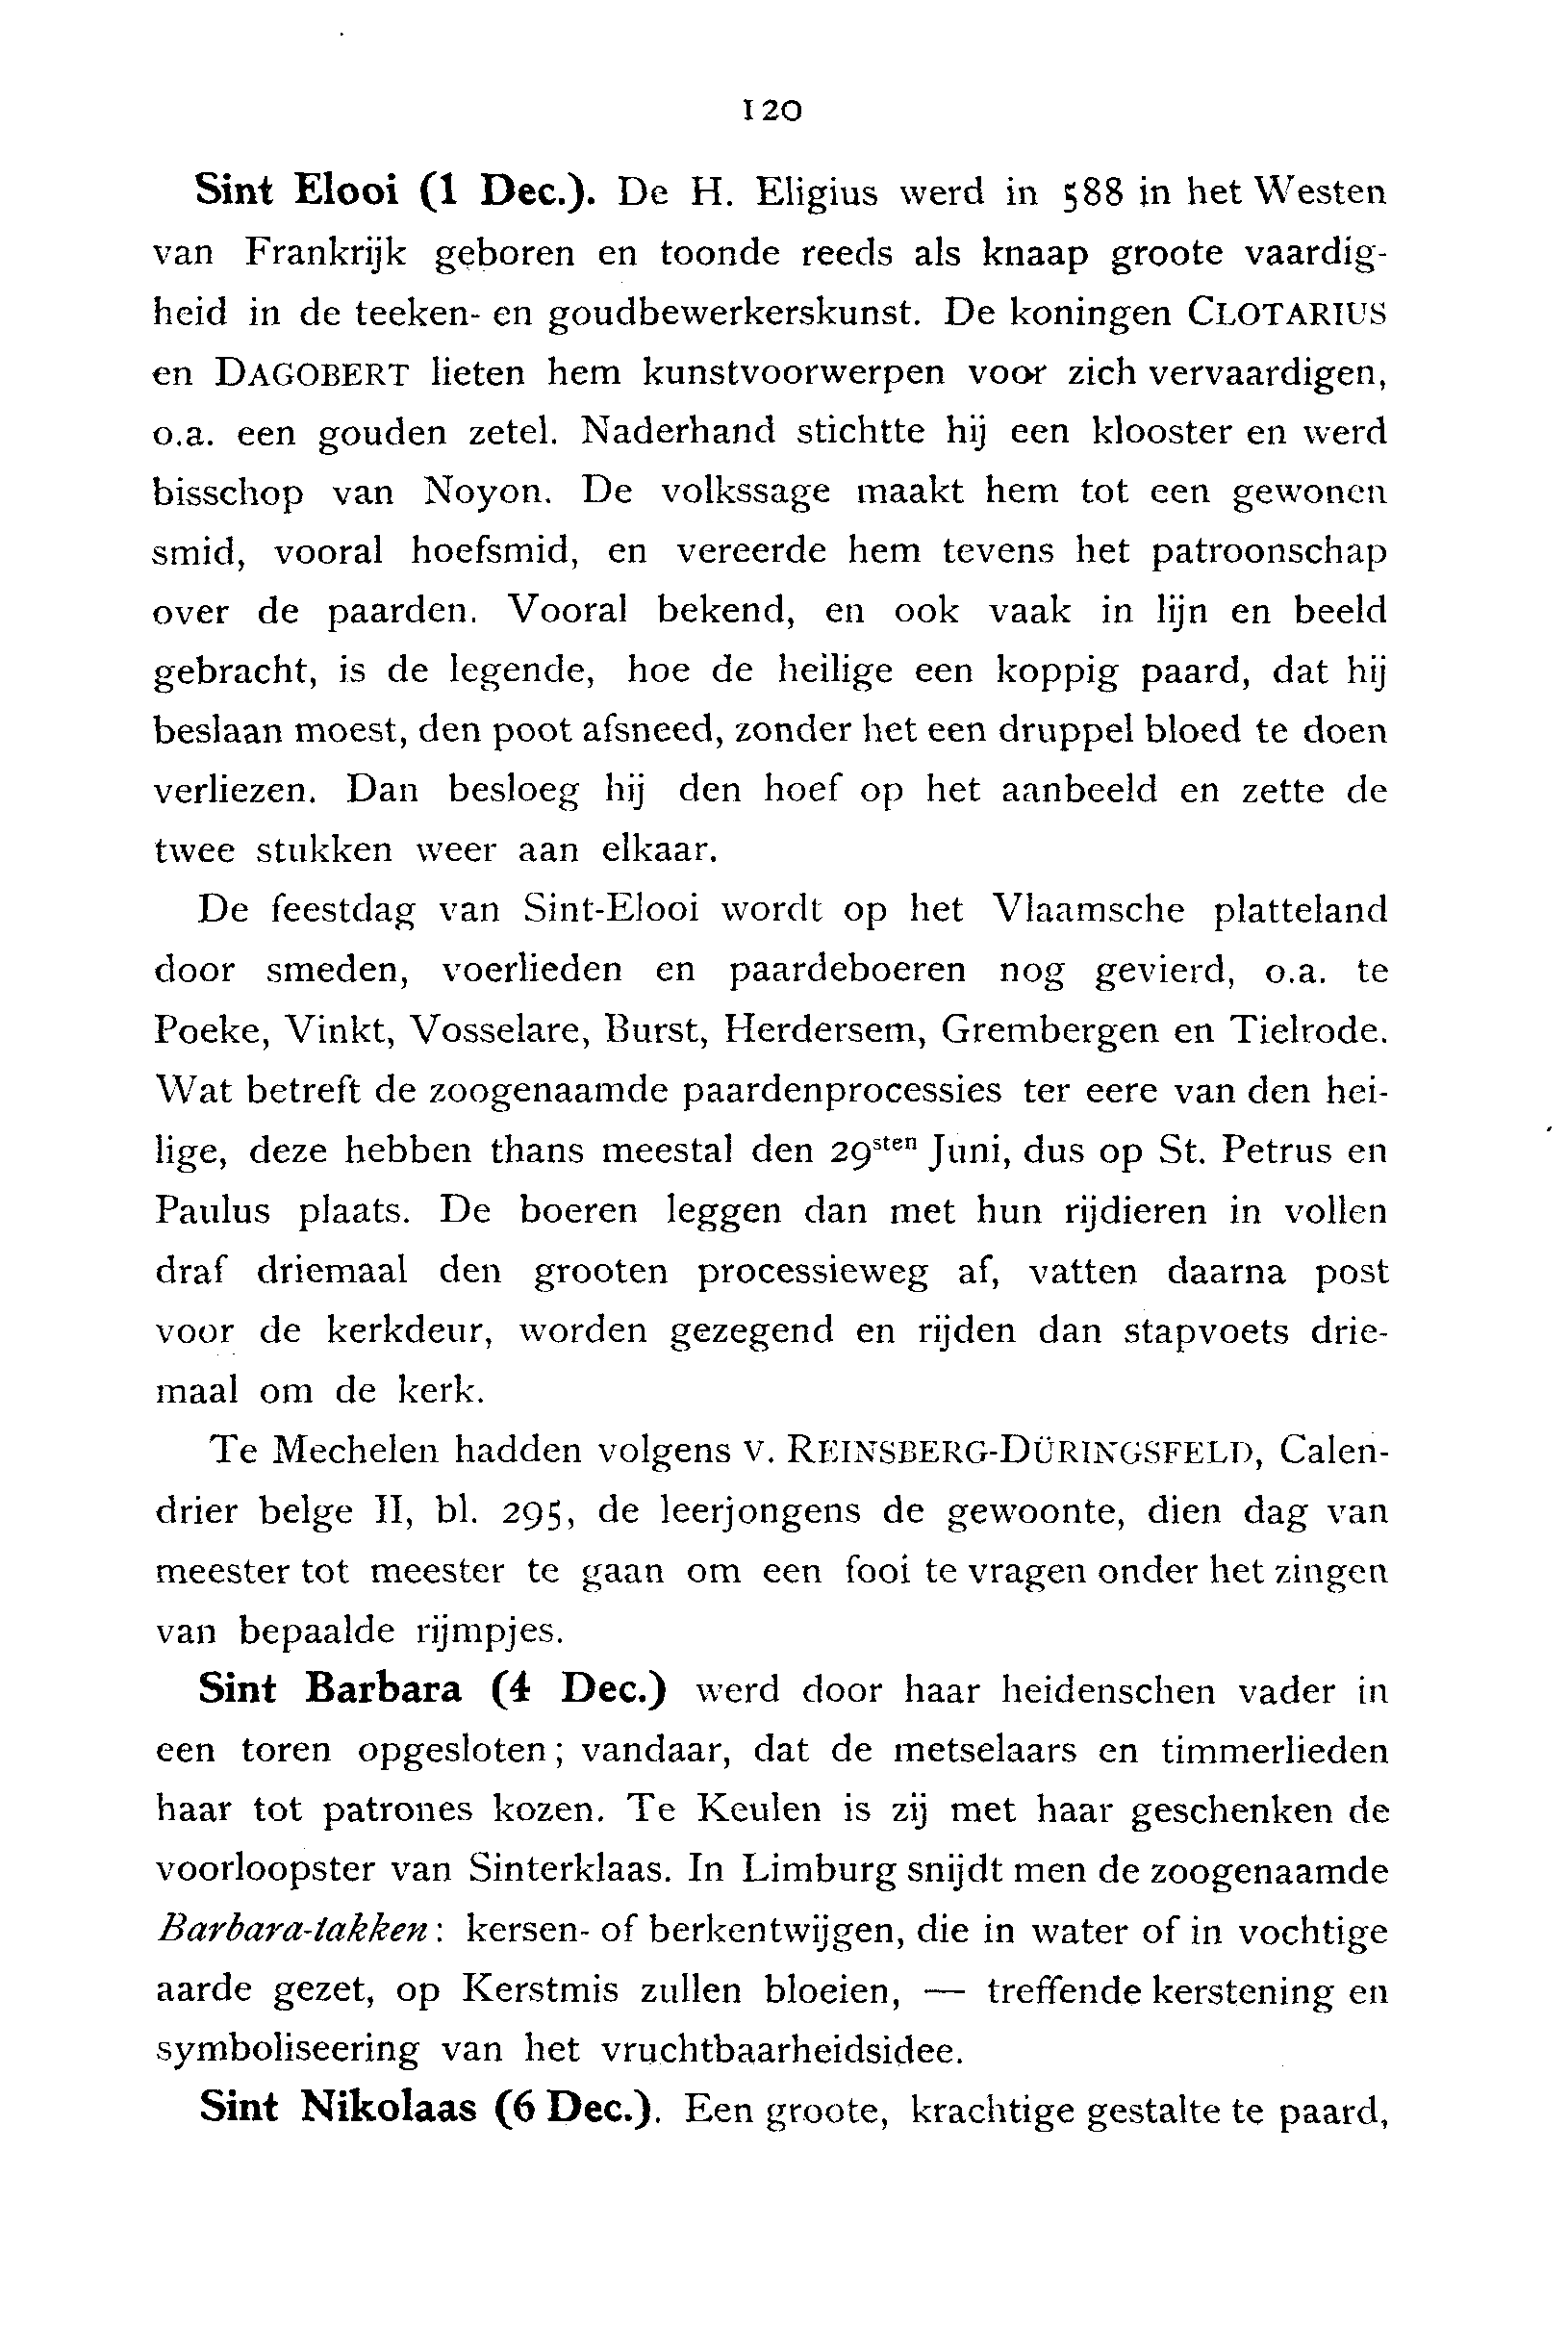 120
Sint Elooi (1 Dec.). De H. Eligius werd in 588 in het Westen
van Frankrijk geboren en toonde reeds als knaap groote vaardig-
heid in de teeken- en goudbewerkerskunst. De koningen CLOTARIUS
en DAGOBERT lieten hem kunstvoorwerpen voor zich vervaardigen,
o.a. een gouden zetel. Naderhand stichtte hij een klooster en werd
bisschop van Noyon. De volkssage maakt hem tot een gewonen
smid, vooral hoefsmid, en vereerde hem tevens het patroonschap
over de paarden. Vooral bekend, en ook vaak in lijn en beeld
gebracht, is de legende, hoe de heilige een koppig paard, dat hij
beslaan moest, den poot afsneed, zonder het een druppel bloed te doen
verliezen. Dan besloeg hij den hoef op het aanbeeld en zette de
twee stukken weer aan elkaar.
De feestdag van Sint-Elooi wordt op het Vlaamsche platteland
door smeden, voerlieden en paardeboeren nog gevierd, o.a. te
Poeke, Vinkt, Vosselare, Burst, Herdersem, Grembergen en Tielrode.
Wat betreft de zoogenaamde paardenprocessies ter eere van den hei-
lige, deze hebben thans meestal den 29sten Juni, dus op St. Petrus en
Paulus plaats. De boeren leggen dan met hun rijdieren in vollen
draf driemaal den grooten processieweg af, vatten daarna post
voor de kerkdeur, worden gezegend en rijden dan stapvoets drie-
maal om de kerk.
Te Mechelen hadden volgens v. REINSBERG-DÜRINGSFELD, Calen-
drier belge II, bl. 295, de leerjongens de gewoonte, dien dag van
meester tot meester te gaan om een fooi te vragen onder het zingen
van bepaalde rijmpjes.
Sint Barbara (4 Dec.) werd door haar heidenschen vader in
een toren opgesloten; vandaar, dat de metselaars en timmerlieden
haar tot patrones kozen. Te Keulen is zij met haar geschenken de
voorloopster van Sinterklaas. In Limburg snijdt men de zoogenaamde
Barbara-takken: kersen- of berkentwijgen, die in water of in vochtige
aarde gezet, op Kerstmis zullen bloeien, — treffende kerstening en
symboliseering van het vruchtbaarheidsidee.
Sint Nikolaas (6 Dec.). Een groote, krachtige gestalte te paard,